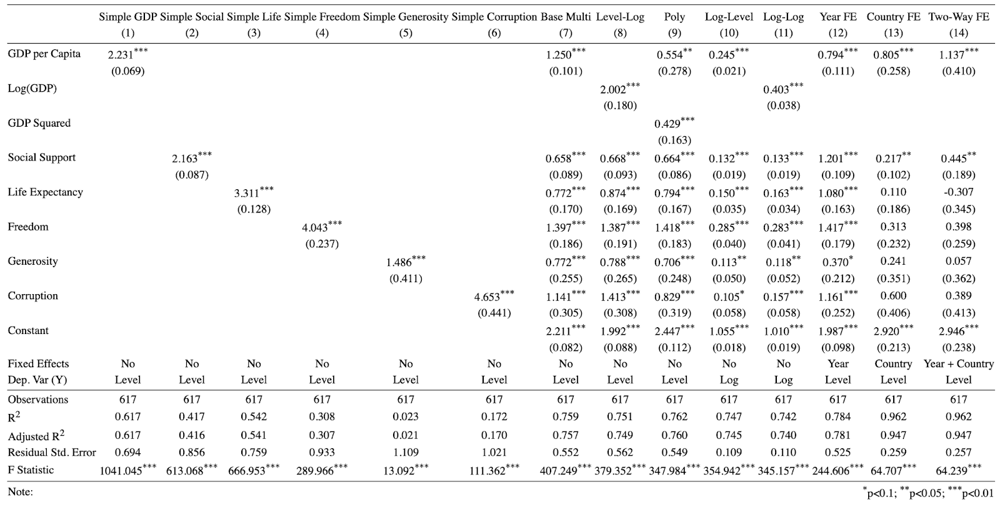 Simple GDP Simple Social Simple Life Simple Freedom Simple Generosity Simple Corruption Base Multi Level-Log Poly Log-Level Log-Log Year FE Country FE Two-Way FE
(1) (2) (3) (4) (5) (6) (7) (8) (9) (10) (11) (12) (13) (14)
GDP per Capita 2.231*** 1.250*** 0.554** 0.245*** 0.794*** 0.805*** 1.137***
(0.069) (0.101) (0.278) (0.021) (0.111) (0.258) (0.410)
Log(GDP) 2.002*** 0.403***
(0.180) (0.038)
GDP Squared 0.429***
(0.163)
Social Support 2.163*** 0.658*** 0.668*** 0.664*** 0.132*** 0.133*** 1.201*** 0.217** 0.445**
(0.087) (0.089) (0.093) (0.086) (0.019) (0.019) (0.109) (0.102) (0.189)
Life Expectancy 3.311*** 0.772*** 0.874*** 0.794*** 0.150*** 0.163*** 1.080*** 0.110 -0.307
(0.128) (0.170) (0.169) (0.167) (0.035) (0.034) (0.163) (0.186) (0.345)
Freedom 4.043*** 1.397*** 1.387*** 1.418*** 0.285*** 0.283*** 1.417*** 0.313 0.398
(0.237) (0.186) (0.191) (0.183) (0.040) (0.041) (0.179) (0.232) (0.259)
Generosity 1.486*** 0.772*** 0.788*** 0.706*** 0.113** 0.118** 0.370* 0.241 0.057
(0.411) (0.255) (0.265) (0.248) (0.050) (0.052) (0.212) (0.351) (0.362)
Corruption 4.653*** 1.141*** 1.413*** 0.829*** 0.105* 0.157*** 1.161*** 0.600 0.389
(0.441) (0.305) (0.308) (0.319) (0.058) (0.058) (0.252) (0.406) (0.413)
Constant 2.211*** 1.992*** 2.447*** 1.055*** 1.010*** 1.987*** 2.920*** 2.946***
(0.082) (0.088) (0.112) (0.018) (0.019) (0.098) (0.213) (0.238)
Fixed Effects No No No No No No No No No No No Year Country Year + Country
Dep. Var (Y) Level Level Level Level Level Level Level Level Level Log Log Level Level Level
Observations 617 617 617 617 617 617 617 617 617 617 617 617 617 617
R² 0.617 0.417 0.542 0.308 0.023 0.172 0.759 0.751 0.762 0.747 0.742 0.784 0.962 0.962
Adjusted R² 0.617 0.416 0.541 0.307 0.021 0.170 0.757 0.749 0.760 0.745 0.740 0.781 0.947 0.947
Residual Std. Error 0.694 0.856 0.759 0.933 1.109 1.021 0.552 0.562 0.549 0.109 0.110 0.525 0.259 0.257
F Statistic 1041.045*** 613.068*** 666.953*** 289.966*** 13.092*** 111.362*** 407.249*** 379.352*** 347.984*** 354.942*** 345.157*** 244.606*** 64.707*** 64.239***
Note: *p<0.1; **p<0.05; ***p<0.01